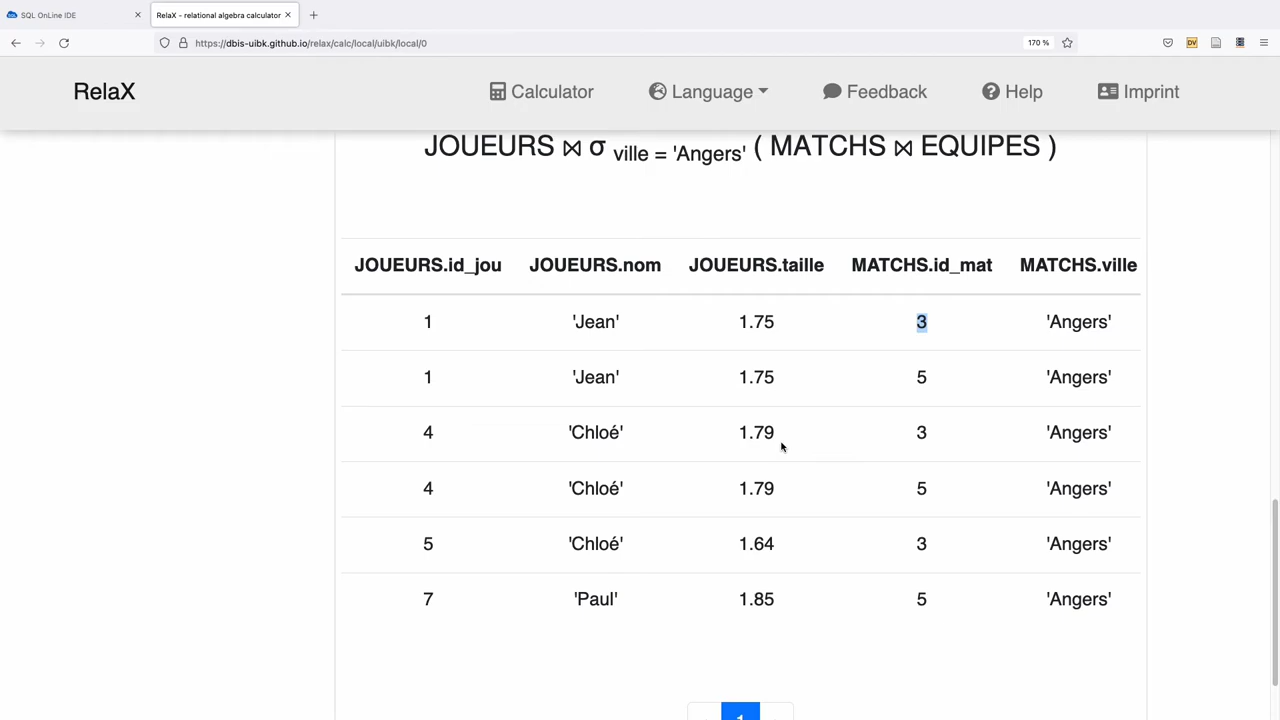 SQL OnLine IDE
RelaX - relational algebra calculator
https://dbis-uibk.github.io/relax/calc/local/uibk/local/0
170 %
DV
RelaX
Calculator
Language
Feedback
Help
Imprint
JOUEURS ⋈ σ ville = 'Angers' ( MATCHS ⋈ EQUIPES )
JOUEURS.id_jou JOUEURS.nom JOUEURS.taille MATCHS.id_mat MATCHS.ville
1 'Jean' 1.75 3 'Angers'
1 'Jean' 1.75 5 'Angers'
4 'Chloé' 1.79 3 'Angers'
4 'Chloé' 1.79 5 'Angers'
5 'Chloé' 1.64 3 'Angers'
7 'Paul' 1.85 5 'Angers'
1